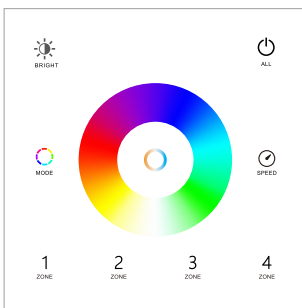 BRIGHT
ALL
MODE
SPEED
1 2 3 4
ZONE ZONE ZONE ZONE